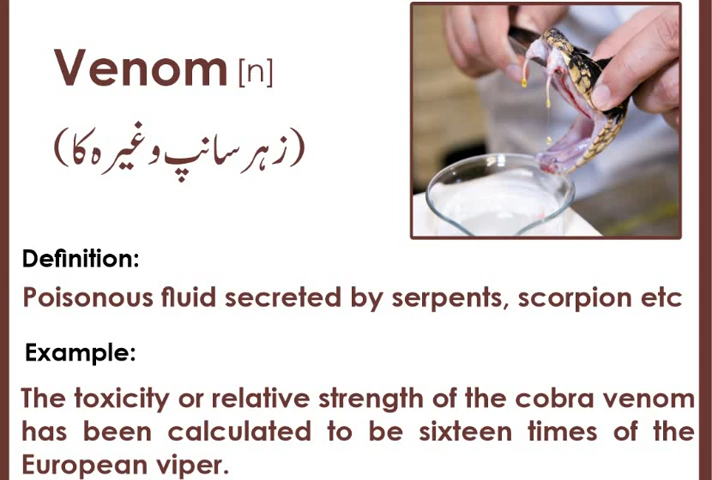 Venom [n]
(زہر سانپ وغیرہ کا)
Definition:
Poisonous fluid secreted by serpents, scorpion etc
Example:
The toxicity or relative strength of the cobra venom
has been calculated to be sixteen times of the
European viper.